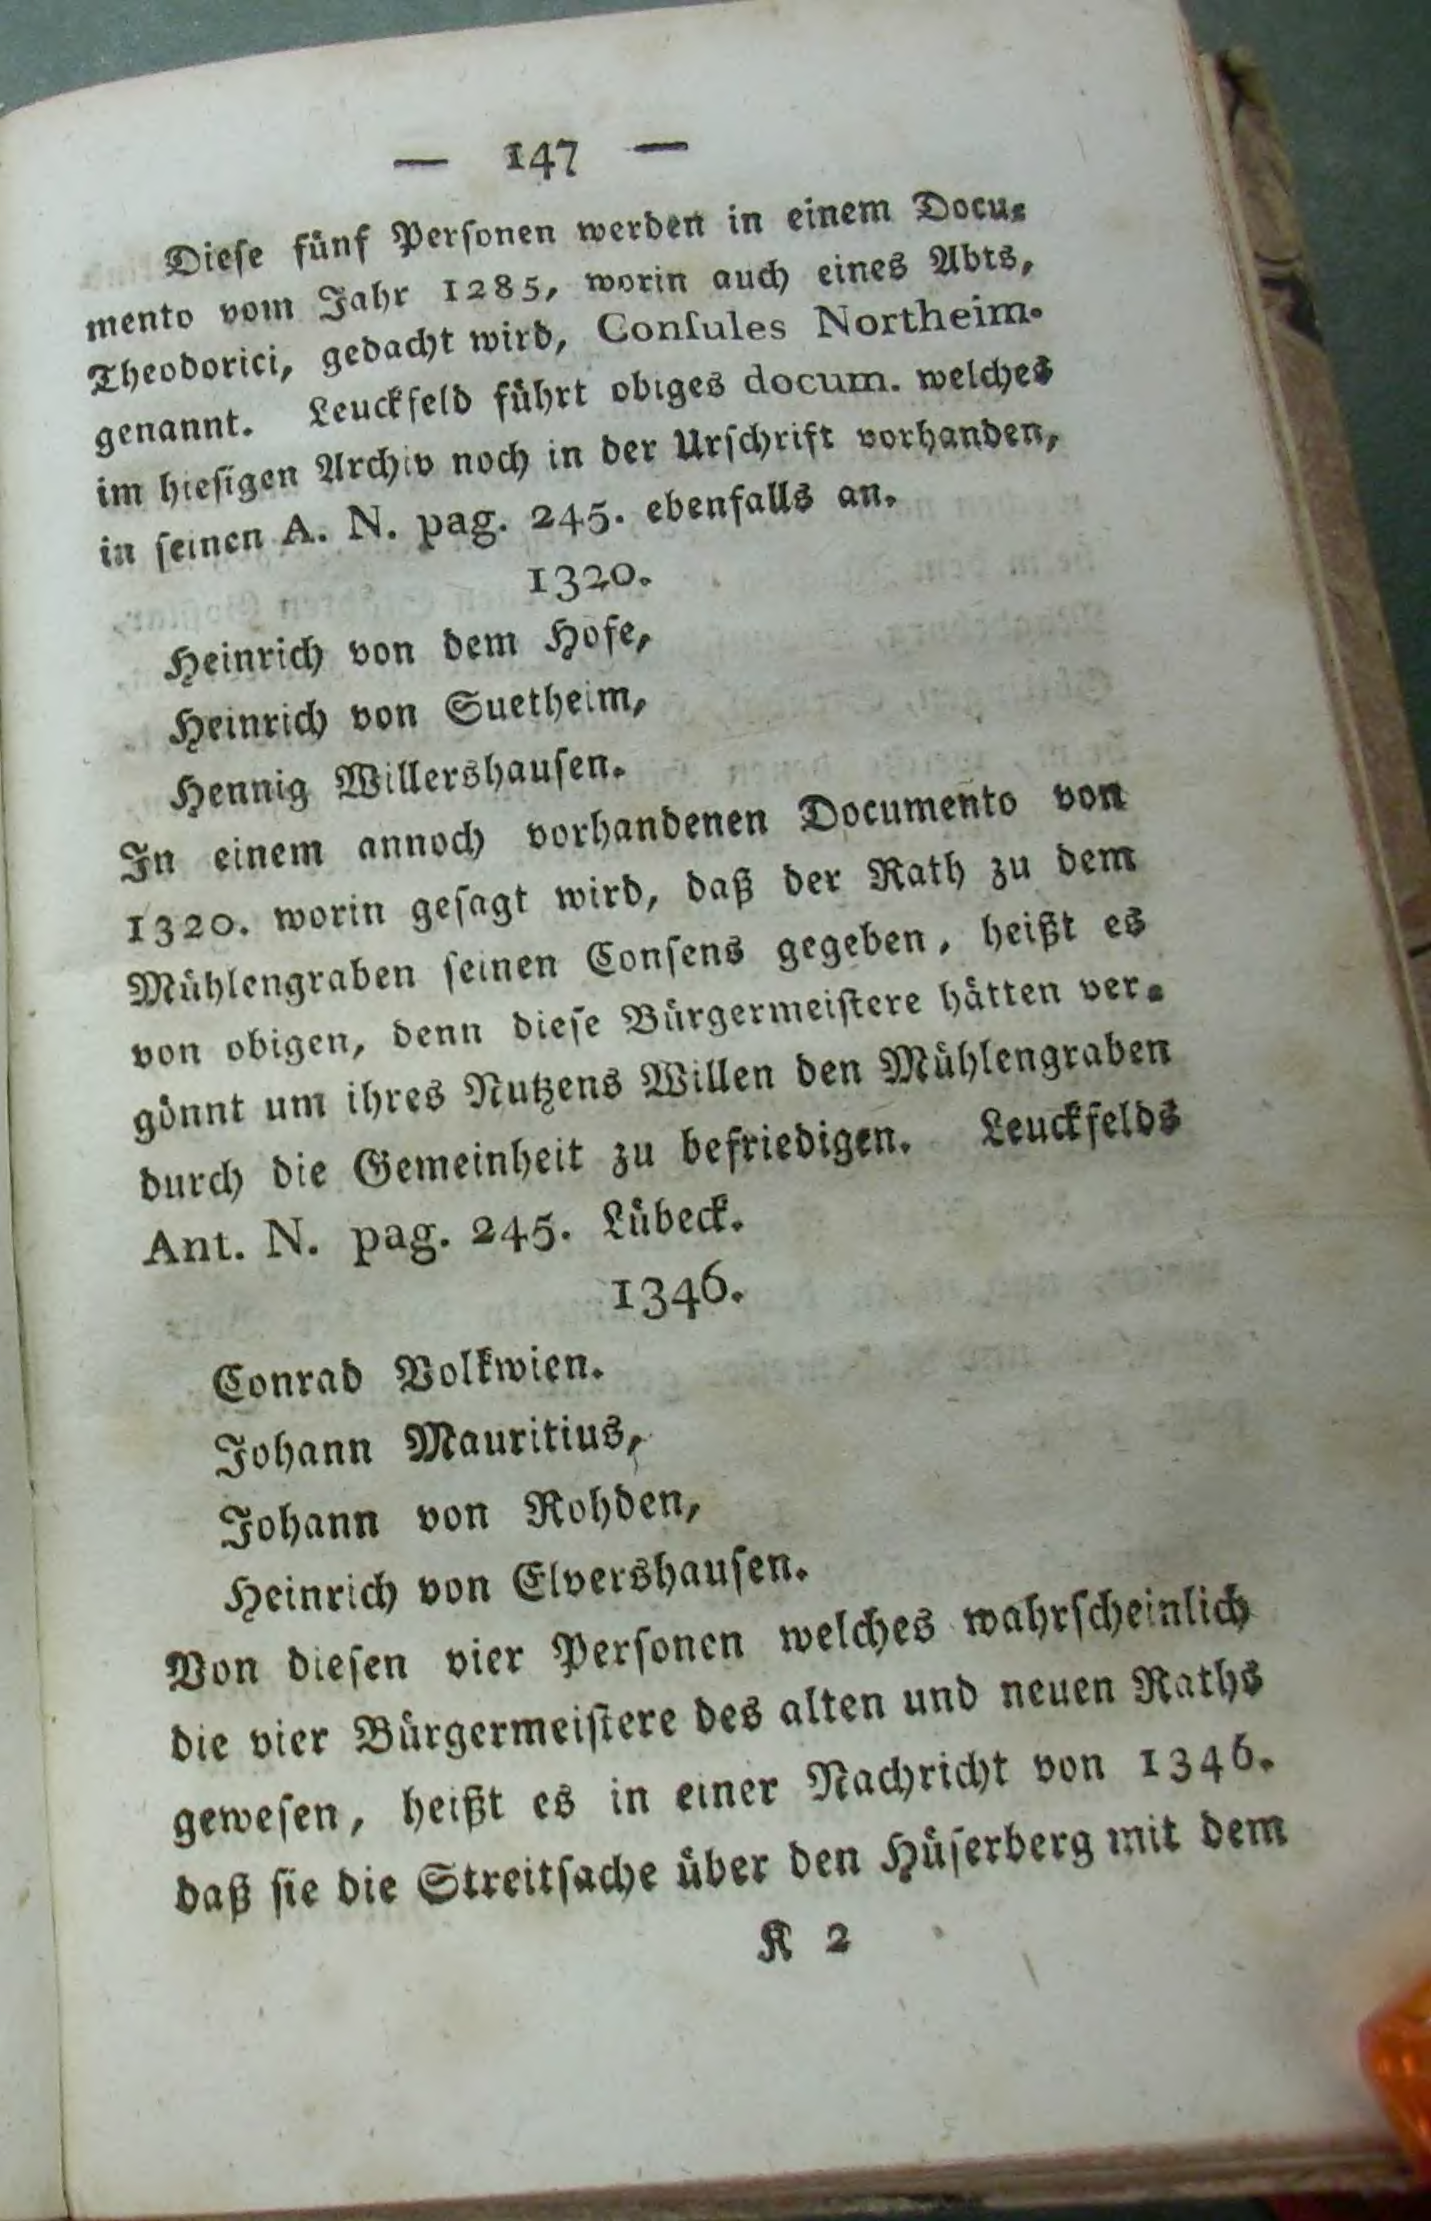 — 147 —
Dieſe fünf Perſonen werden in einem Docu⸗
mento vom Jahr 1285, worin auch eines Abts,
Theodorici, gedacht wird, Conſules Northeim.
genannt. Leuckfeld führt obiges docum. welches
im hieſigen Archiv noch in der Urſchrift vorhanden,
in ſeinen A. N. pag. 245. ebenfalls an.
1320.
Heinrich von dem Hofe,
Heinrich von Suetheim,
Hennig Willershauſen.
In einem annoch vorhandenen Documento von
1320. worin geſagt wird, daß der Rath zu dem
Mühlengraben ſeinen Conſens gegeben, heißt es
von obigen, denn dieſe Bürgermeiſtere hätten ver⸗
gönnt um ihres Nutzens Willen den Mühlengraben
durch die Gemeinheit zu befriedigen. Leuckfelds
Ant. N. pag. 245. Lübeck.
1346.
Conrad Volkwien.
Johann Mauritius,
Johann von Rohden,
Heinrich von Elvershauſen.
Von dieſen vier Perſonen welches wahrſcheinlich
die vier Bürgermeiſtere des alten und neuen Raths
geweſen, heißt es in einer Nachricht von 1346.
daß ſie die Streitſache über den Hüſerberg mit dem
K 2